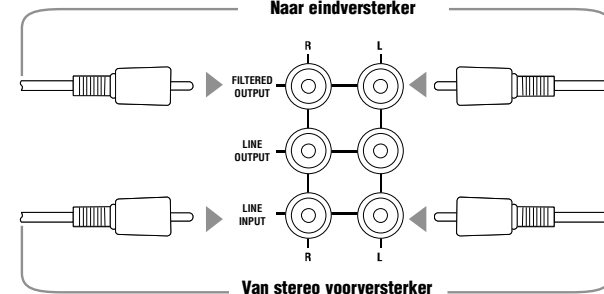 Naar eindversterker
R L
FILTERED
OUTPUT
LINE
OUTPUT
LINE
INPUT
R L
Van stereo voorversterker